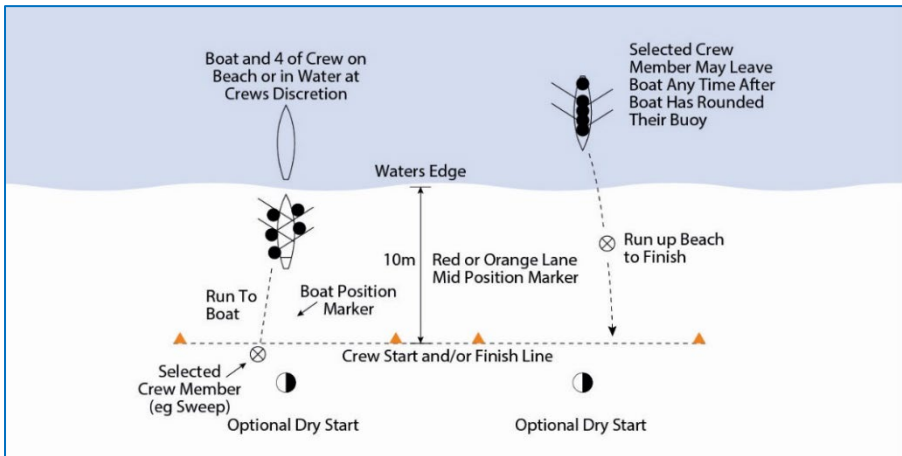 Boat and 4 of Crew on
Beach or in Water at
Crews Discretion
Selected Crew
Member May Leave
Boat Any Time After
Boat Has Rounded
Their Buoy
Waters Edge
10m
Red or Orange Lane
Mid Position Marker
Run up Beach
to Finish
Run To
Boat
Boat Position
Marker
Crew Start and/or Finish Line
Selected
Crew Member
(eg Sweep)
Optional Dry Start
Optional Dry Start